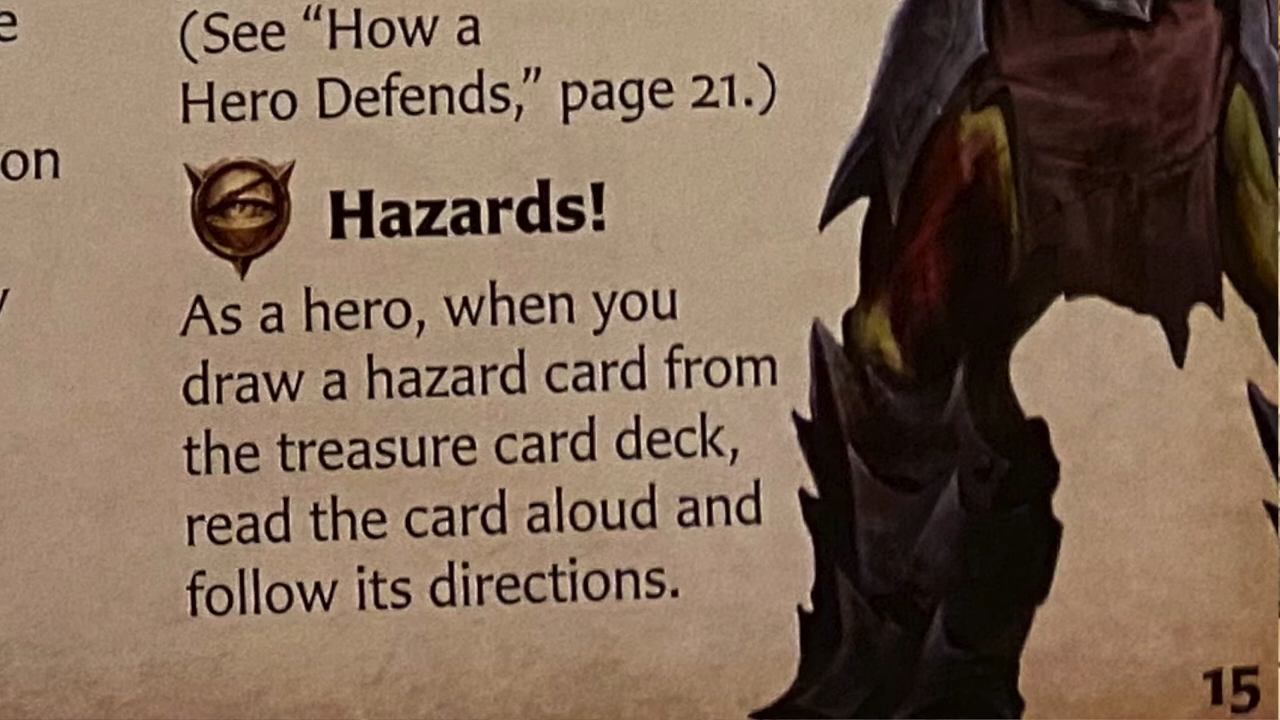 e
(See “How a
Hero Defends,” page 21.)
on
Hazards!
y
As a hero, when you
draw a hazard card from
the treasure card deck,
read the card aloud and
follow its directions.
15